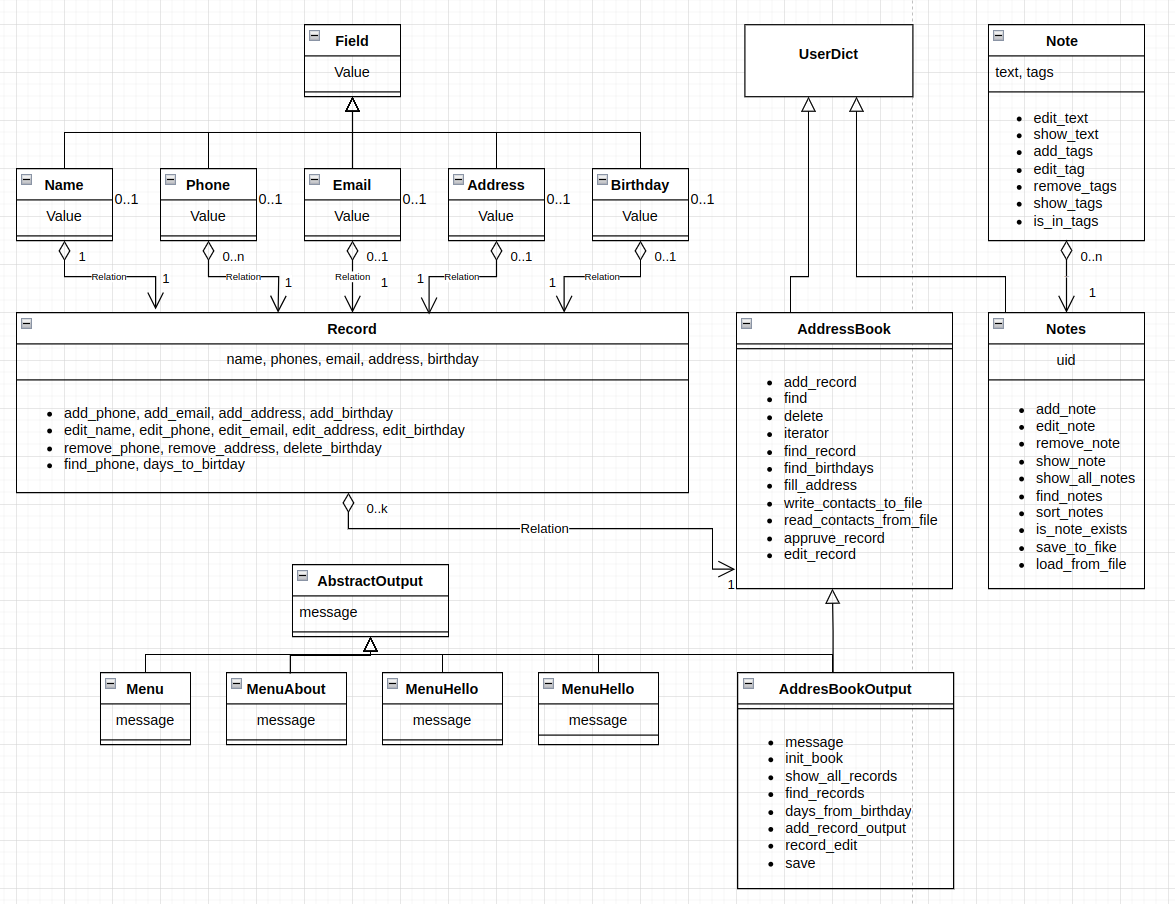 Field
Value
UserDict
Note
text, tags
edit_text
show_text
add_tags
edit_tag
remove_tags
show_tags
is_in_tags
Name
Value
0..1
Phone
Value
0..1
Email
Value
0..1
Address
Value
0..1
Birthday
Value
0..1
1
Relation
1
0..n
Relation
1
0..1
Relation
1
0..1
Relation
1
0..1
Relation
1
0..n
1
Record
name, phones, email, address, birthday
add_phone, add_email, add_address, add_birthday
edit_name, edit_phone, edit_email, edit_address, edit_birthday
remove_phone, remove_address, delete_birthday
find_phone, days_to_birtday
AddressBook
add_record
find
delete
iterator
find_record
find_birthdays
fill_address
write_contacts_to_file
read_contacts_from_file
appruve_record
edit_record
Notes
uid
add_note
edit_note
remove_note
show_note
show_all_notes
find_notes
sort_notes
is_note_exists
save_to_fike
load_from_file
0..k
Relation
1
AbstractOutput
message
Menu
message
MenuAbout
message
MenuHello
message
MenuHello
message
AddresBookOutput
message
init_book
show_all_records
find_records
days_from_birthday
add_record_output
record_edit
save